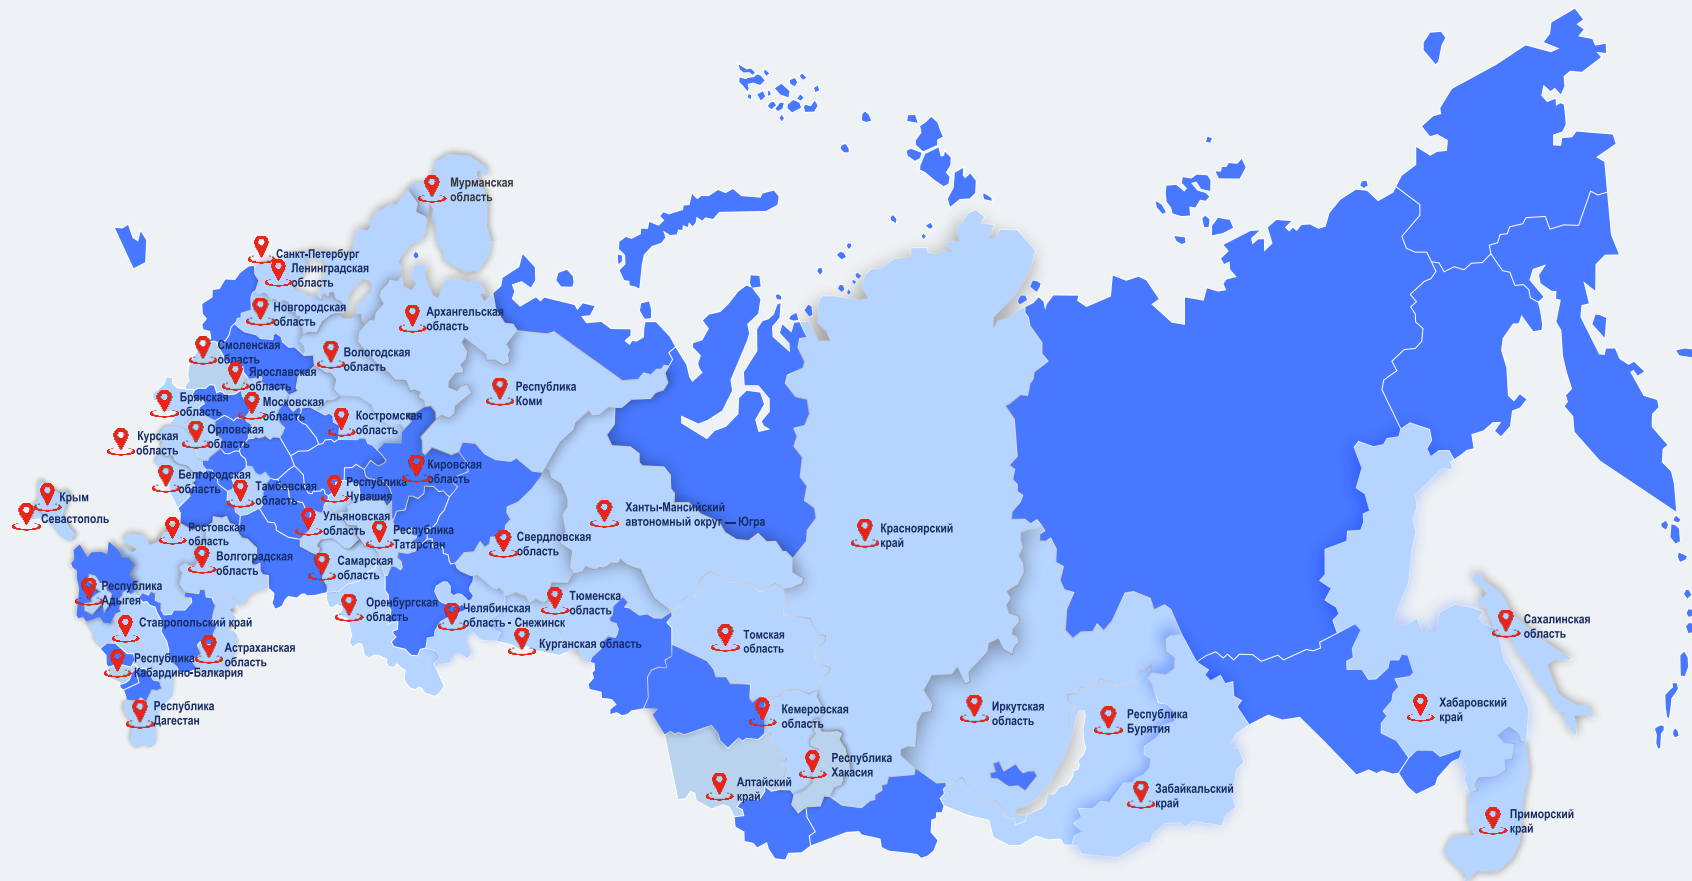 Мурманская
область
Санкт-Петербург
Ленинградская
область
Новгородская
область
Архангельская
область
Смоленская
область
Вологодская
область
Ярославская
область
Республика
Коми
Брянская
область
Московская
область
Костромская
область
Курская
область
Орловская
область
Кировская
область
Белгородская
область
Тамбовская
область
Республика
Чувашия
Крым
Севастополь
Ханты-Мансийский
автономный округ — Югра
Ростовская
область
Ульяновская
область
Республика
Татарстан
Свердловская
область
Красноярский
край
Волгоградская
область
Самарская
область
Республика
Адыгея
Оренбургская
область
Челябинская
область - Снежинск
Тюменска
область
Ставропольский край
Курганская область
Томская
область
Сахалинская
область
Астраханская
область
Республика
Кабардино-Балкария
Республика
Дагестан
Кемеровская
область
Иркутская
область
Республика
Бурятия
Хабаровский
край
Республика
Хакасия
Алтайский
край
Забайкальский
край
Приморский
край